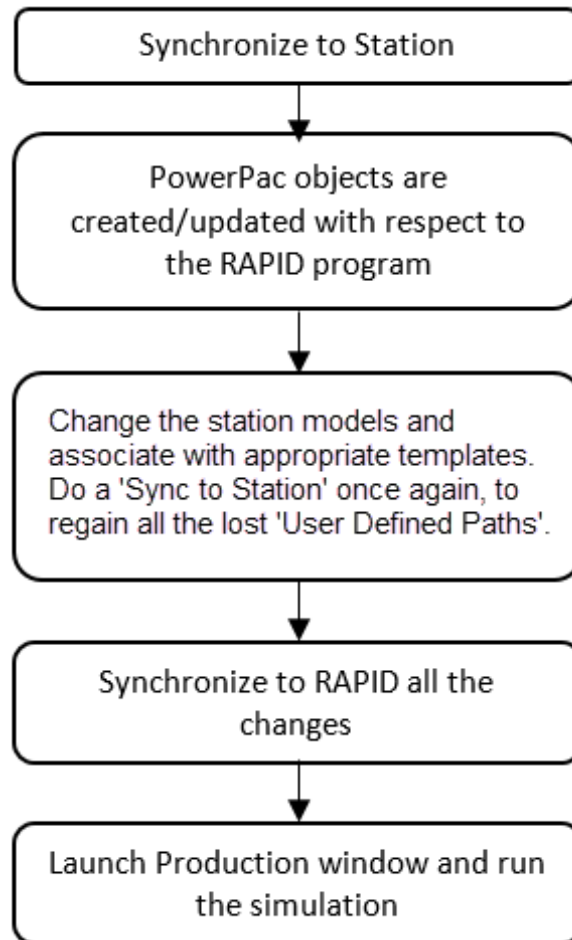 Synchronize to Station
PowerPac objects are
created/updated with respect to
the RAPID program
Change the station models and
associate with appropriate templates.
Do a 'Sync to Station' once again, to
regain all the lost 'User Defined Paths'.
Synchronize to RAPID all the
changes
Launch Production window and run
the simulation